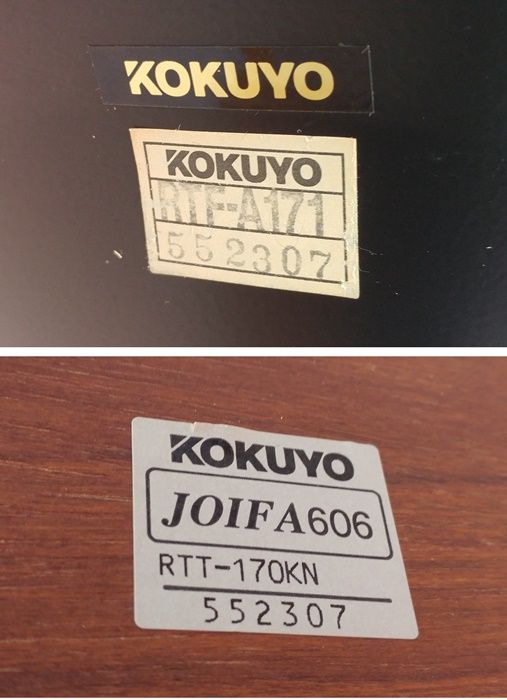 KOKUYO
KOKUYO
RTF-A171
552307
KOKUYO
JOIFA606
RTT-170KN
552307